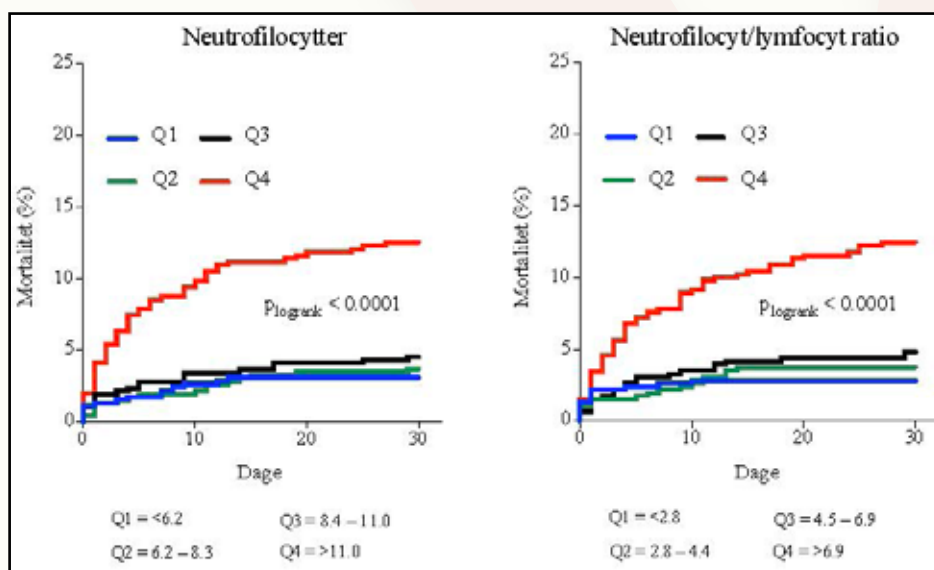 Neutrofilocytter
25
20
15
10
5
0
Mortalitet (%)
Q1 Q3
Q2 Q4
p logrank < 0.0001
0 10 20 30
Dage
Q1 = <6.2 Q3 = 8.4 – 11.0
Q2 = 6.2 – 8.3 Q4 = >11.0
Neutrofilocyt/lymfocyt ratio
25
20
15
10
5
0
Mortalitet (%)
Q1 Q3
Q2 Q4
p logrank < 0.0001
0 10 20 30
Dage
Q1 = <2.8 Q3 = 4.5 – 6.9
Q2 = 2.8 – 4.4 Q4 = >6.9